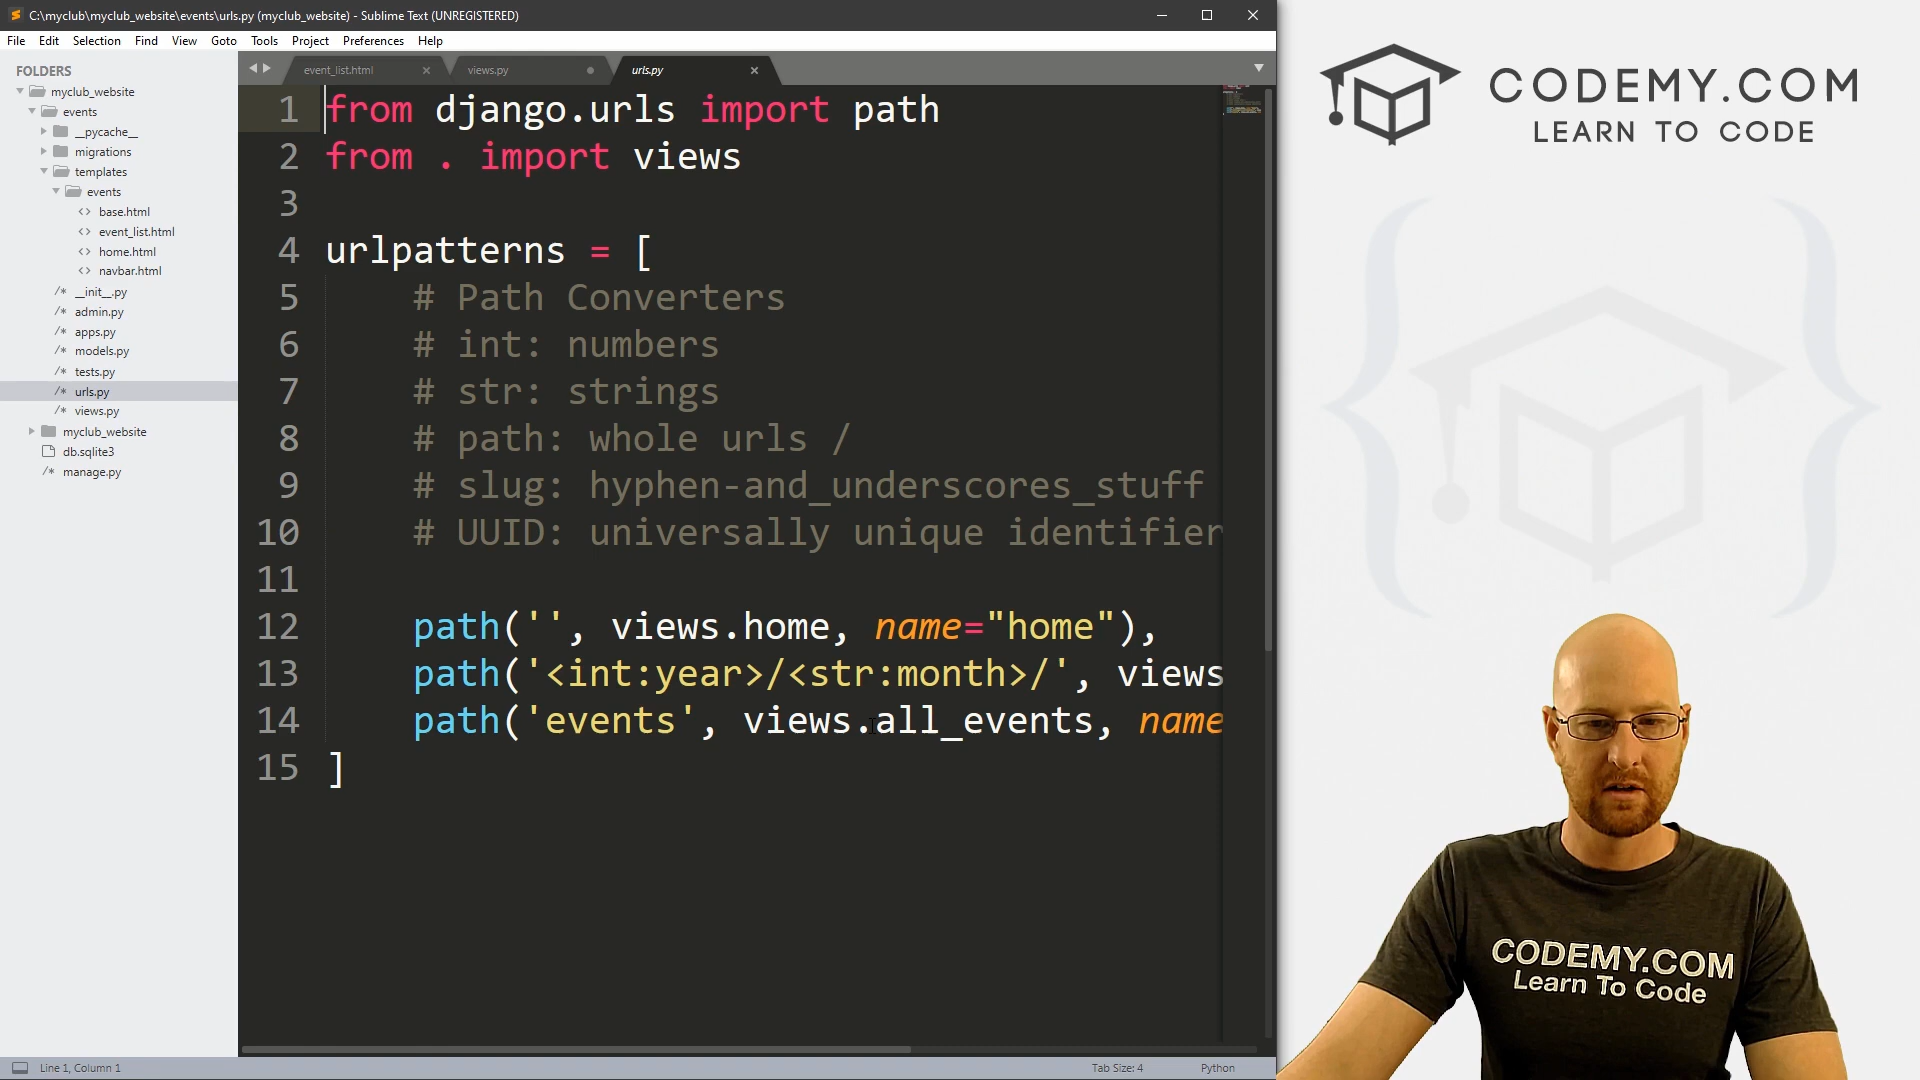 C:\myclub\myclub_website\events\urls.py (myclub_website) - Sublime Text (UNREGISTERED)
File Edit Selection Find View Goto Tools Project Preferences Help
FOLDERS
myclub_website
events
__pycache__
migrations
templates
events
base.html
event_list.html
home.html
navbar.html
__init__.py
admin.py
apps.py
models.py
tests.py
urls.py
views.py
myclub_website
db.sqlite3
manage.py
event_list.html views.py urls.py
1 from django.urls import path
2 from . import views
3
4 urlpatterns = [
5 # Path Converters
6 # int: numbers
7 # str: strings
8 # path: whole urls /
9 # slug: hyphen-and_underscores_stuff
10 # UUID: universally unique identifier
11
12 path('', views.home, name="home"),
13 path('<int:year>/<str:month>/', views
14 path('events', views.all_events, name
15 ]
Line 1, Column 1
Tab Size: 4
Python
CODEMY.COM
LEARN TO CODE
CODEMY.COM
Learn To Code